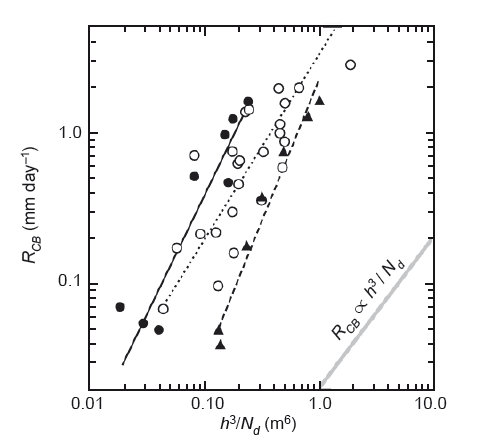 1.0
0.1
R_CB (mm day⁻¹)
R_CB ∝ h³/N_d
0.01 0.10 1.0 10.0
h³/N_d (m⁶)